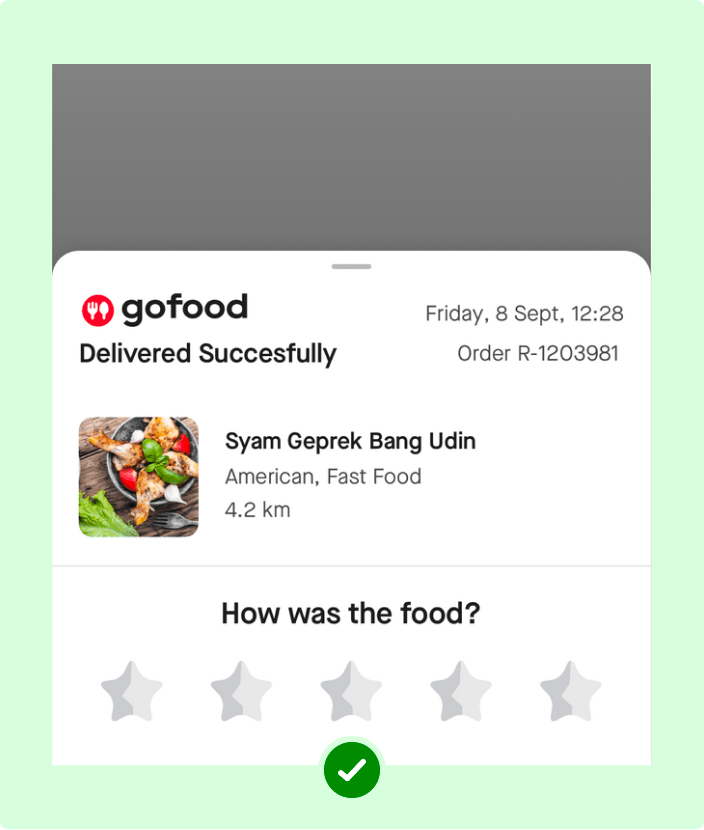 gofood
Friday, 8 Sept, 12:28
Delivered Succesfully
Order R-1203981
Syam Geprek Bang Udin
American, Fast Food
4.2 km
How was the food?